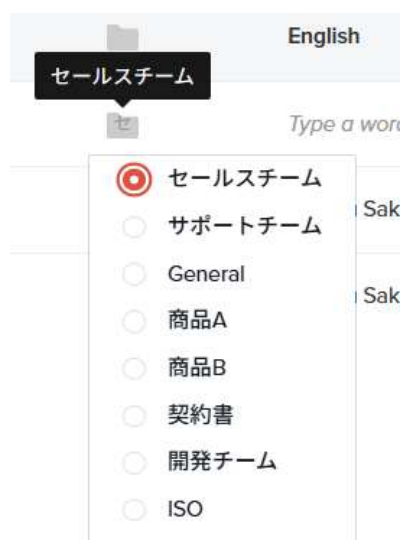 English
セールスチーム
セ
Type a word
セールスチーム
サポートチーム
Sak
General
商品A
Sak
商品B
契約書
開発チーム
ISO